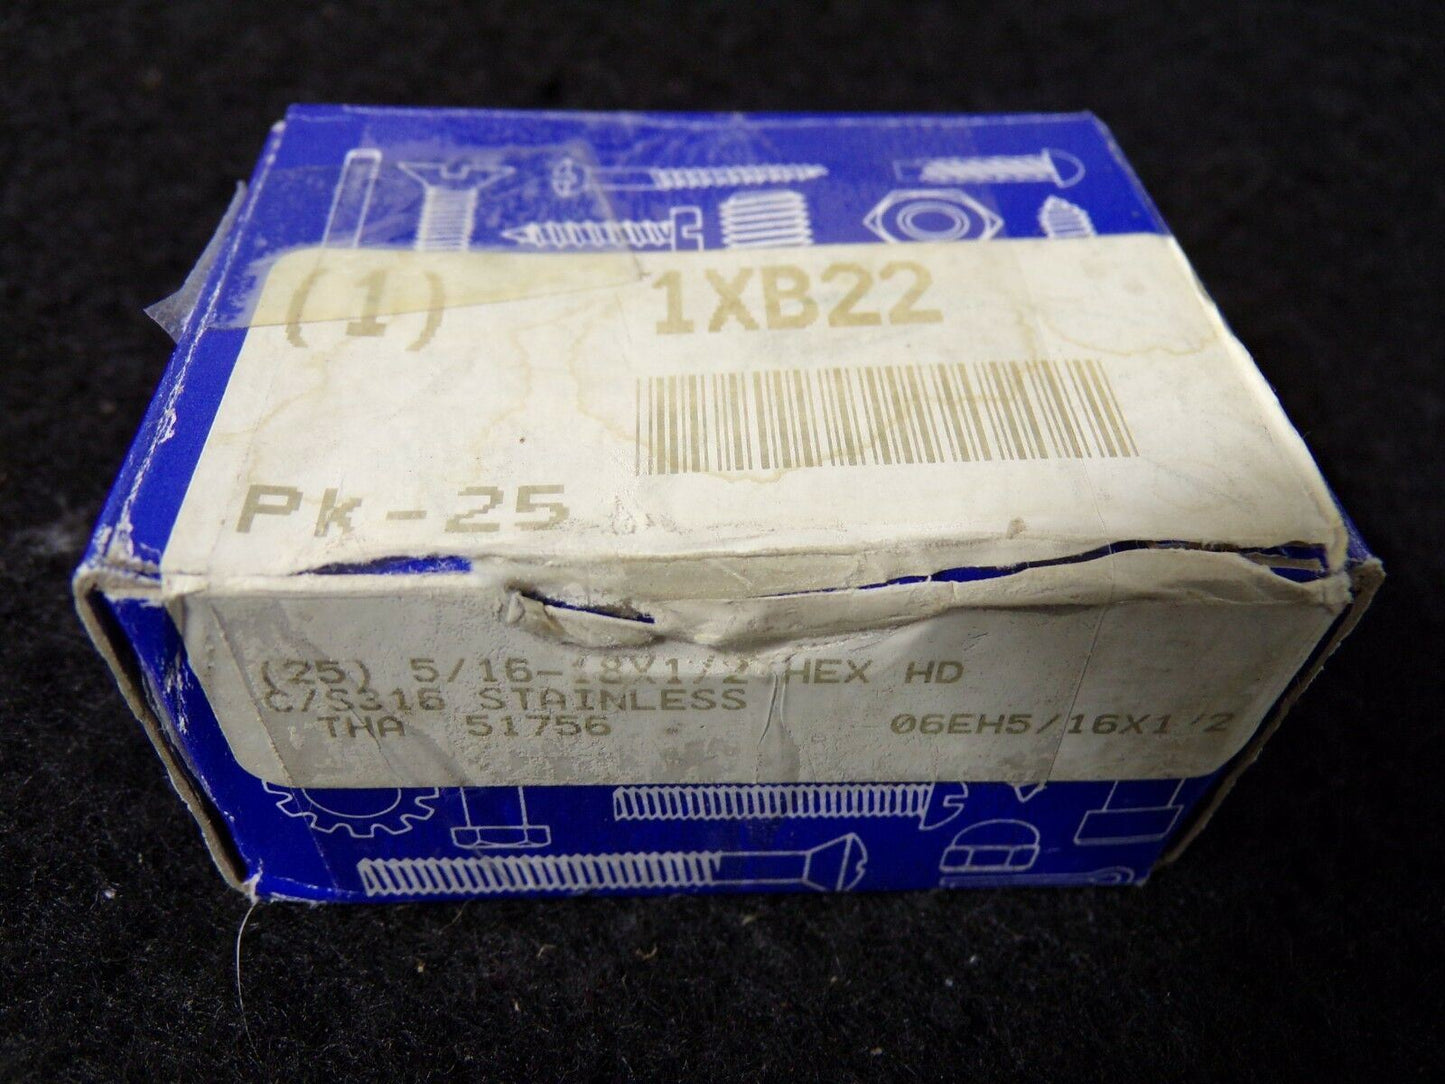 (1) 1XB22
Pk-25
(25) 5/16-18X1/2 HEX HD
C/S316 STAINLESS
THA 51756 06EH5/16X1/2